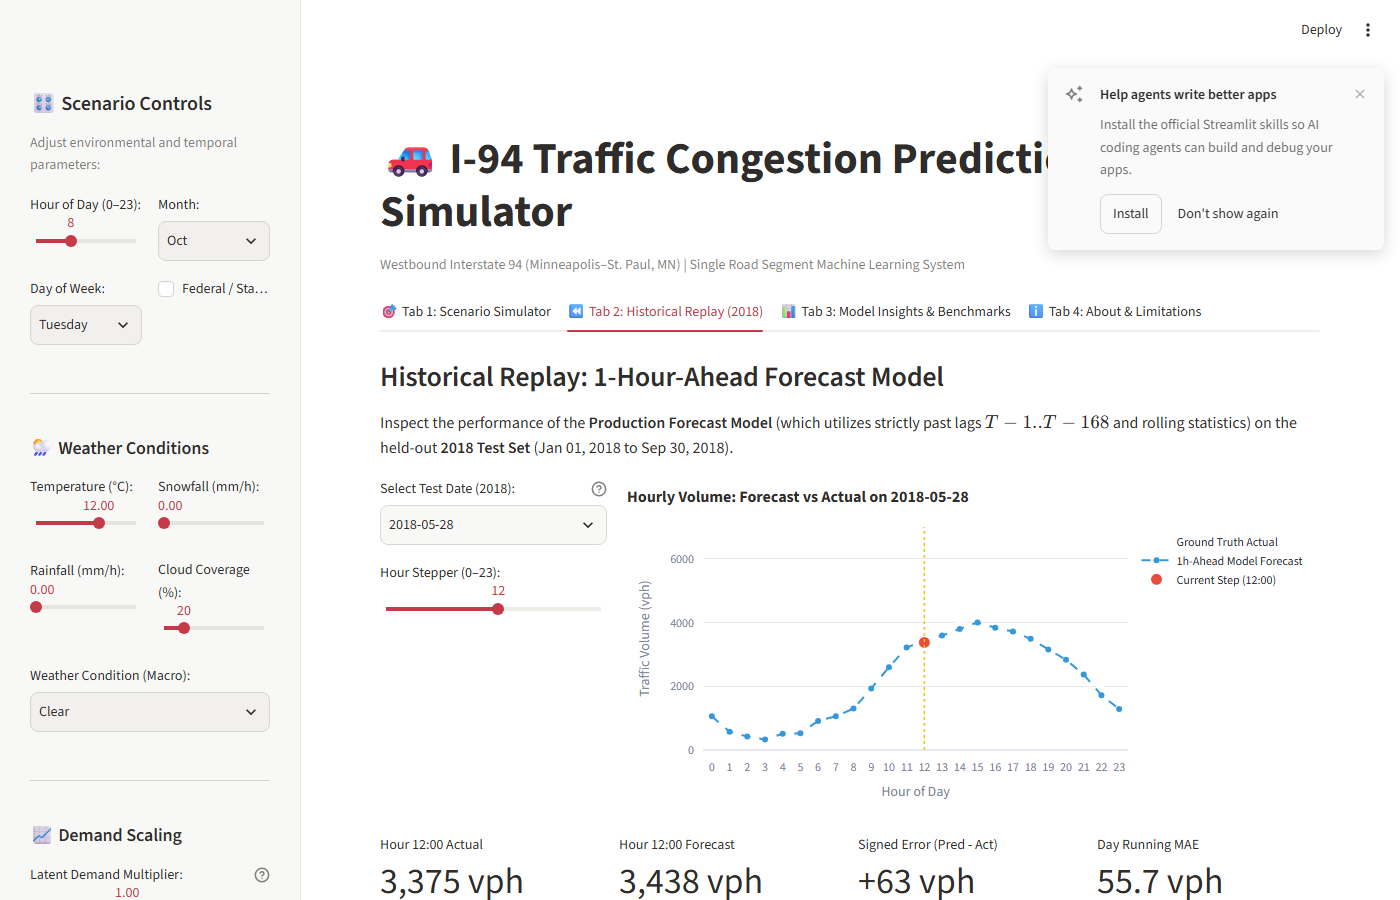 Deploy
Help agents write better apps
Install the official Streamlit skills so AI
coding agents can build and debug your
apps.
Install
Don't show again
Scenario Controls
Adjust environmental and temporal
parameters:
Hour of Day (0–23):
8
Month:
Oct
Day of Week:
Tuesday
Federal / Sta...
Weather Conditions
Temperature (°C):
12.00
Snowfall (mm/h):
0.00
Rainfall (mm/h):
0.00
Cloud Coverage
(%):
20
Weather Condition (Macro):
Clear
Demand Scaling
Latent Demand Multiplier:
1.00
I-94 Traffic Congestion Predicti
Simulator
Westbound Interstate 94 (Minneapolis–St. Paul, MN) | Single Road Segment Machine Learning System
Tab 1: Scenario Simulator
Tab 2: Historical Replay (2018)
Tab 3: Model Insights & Benchmarks
Tab 4: About & Limitations
Historical Replay: 1-Hour-Ahead Forecast Model
Inspect the performance of the Production Forecast Model (which utilizes strictly past lags T − 1..T − 168 and rolling statistics) on the
held-out 2018 Test Set (Jan 01, 2018 to Sep 30, 2018).
Select Test Date (2018):
2018-05-28
Hour Stepper (0–23):
12
Hourly Volume: Forecast vs Actual on 2018-05-28
Ground Truth Actual
1h-Ahead Model Forecast
Current Step (12:00)
Traffic Volume (vph)
6000
4000
2000
0
0 1 2 3 4 5 6 7 8 9 10 11 12 13 14 15 16 17 18 19 20 21 22 23
Hour of Day
Hour 12:00 Actual
3,375 vph
Hour 12:00 Forecast
3,438 vph
Signed Error (Pred - Act)
+63 vph
Day Running MAE
55.7 vph